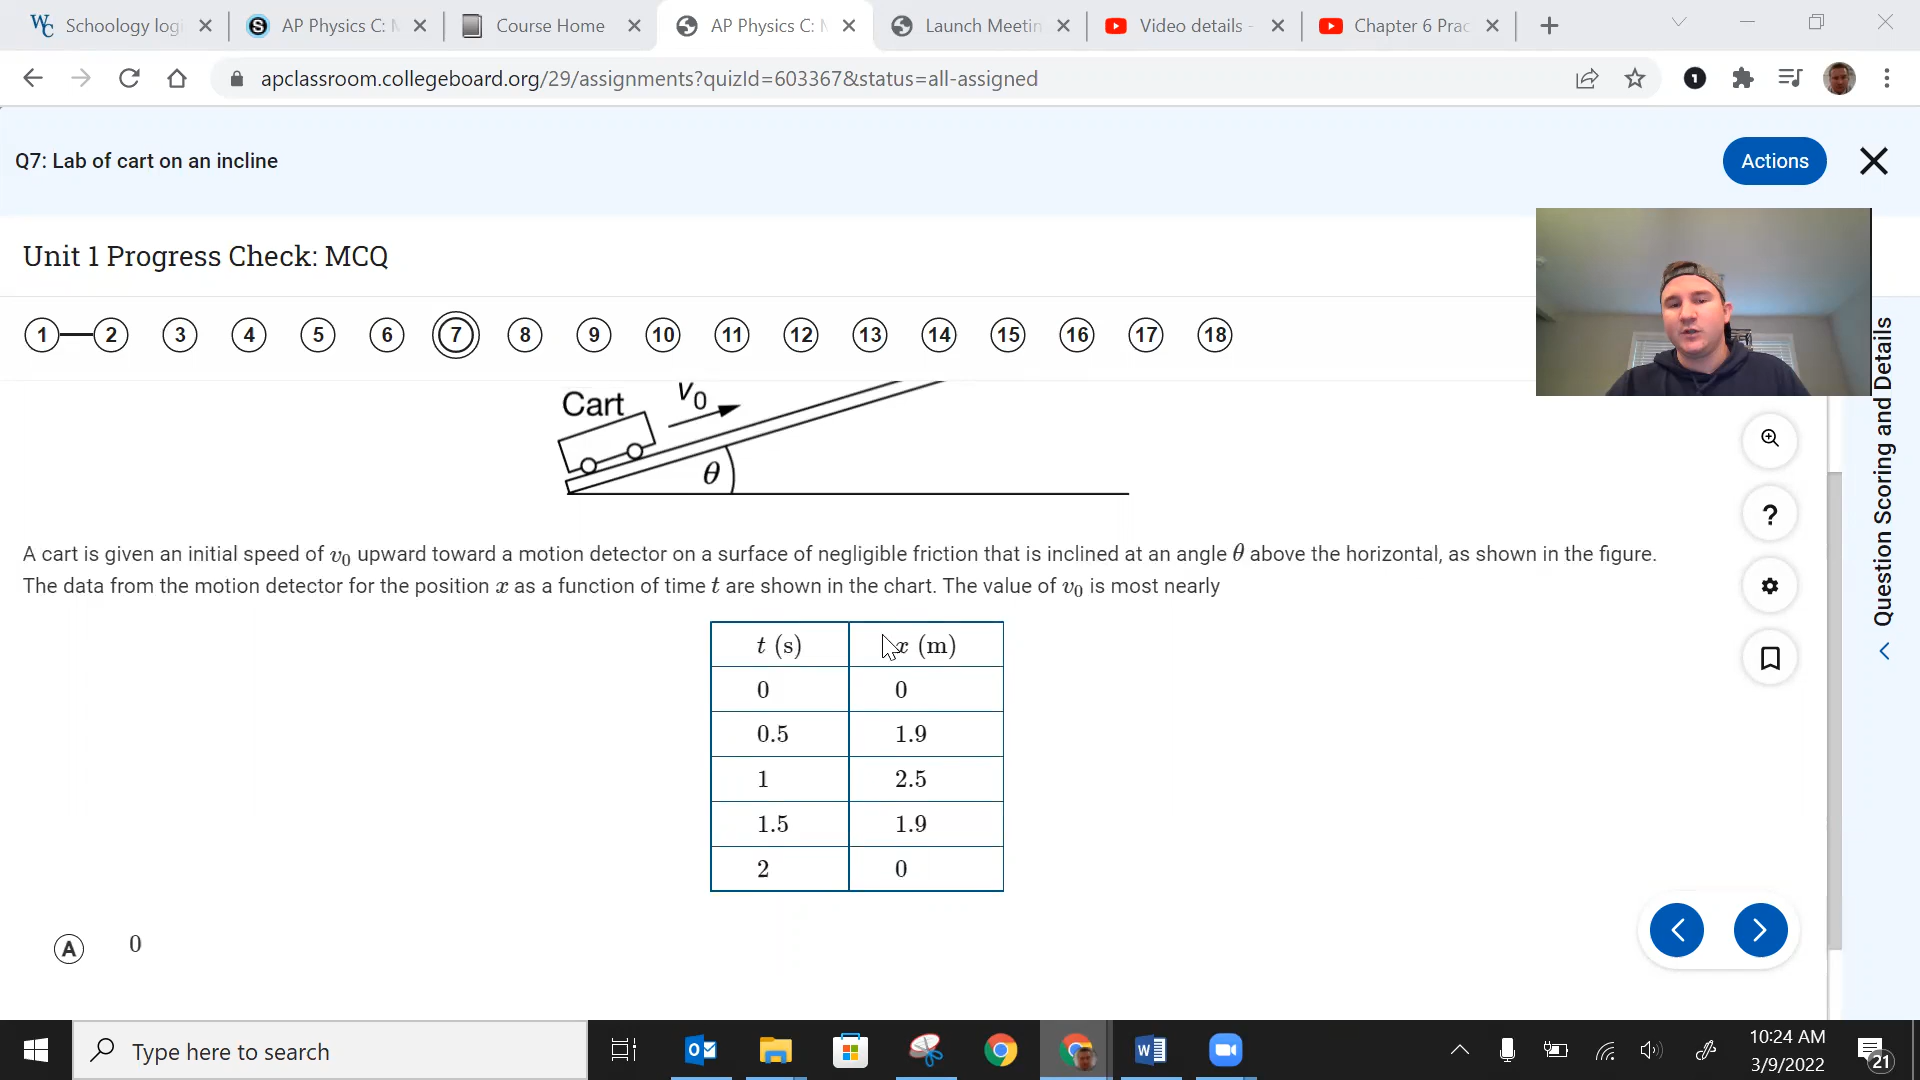 Schoology logi
AP Physics C: M
Course Home
AP Physics C: M
Launch Meetin
Video details -
Chapter 6 Prac
apclassroom.collegeboard.org/29/assignments?quizId=603367&status=all-assigned
Q7: Lab of cart on an incline
Actions
Unit 1 Progress Check: MCQ
1 2 3 4 5 6 7 8 9 10 11 12 13 14 15 16 17 18
Question Scoring and Details
Cart v0
θ
A cart is given an initial speed of v0 upward toward a motion detector on a surface of negligible friction that is inclined at an angle θ above the horizontal, as shown in the figure.
The data from the motion detector for the position x as a function of time t are shown in the chart. The value of v0 is most nearly
t (s) x (m)
0 0
0.5 1.9
1 2.5
1.5 1.9
2 0
A 0
Type here to search
10:24 AM
3/9/2022
21